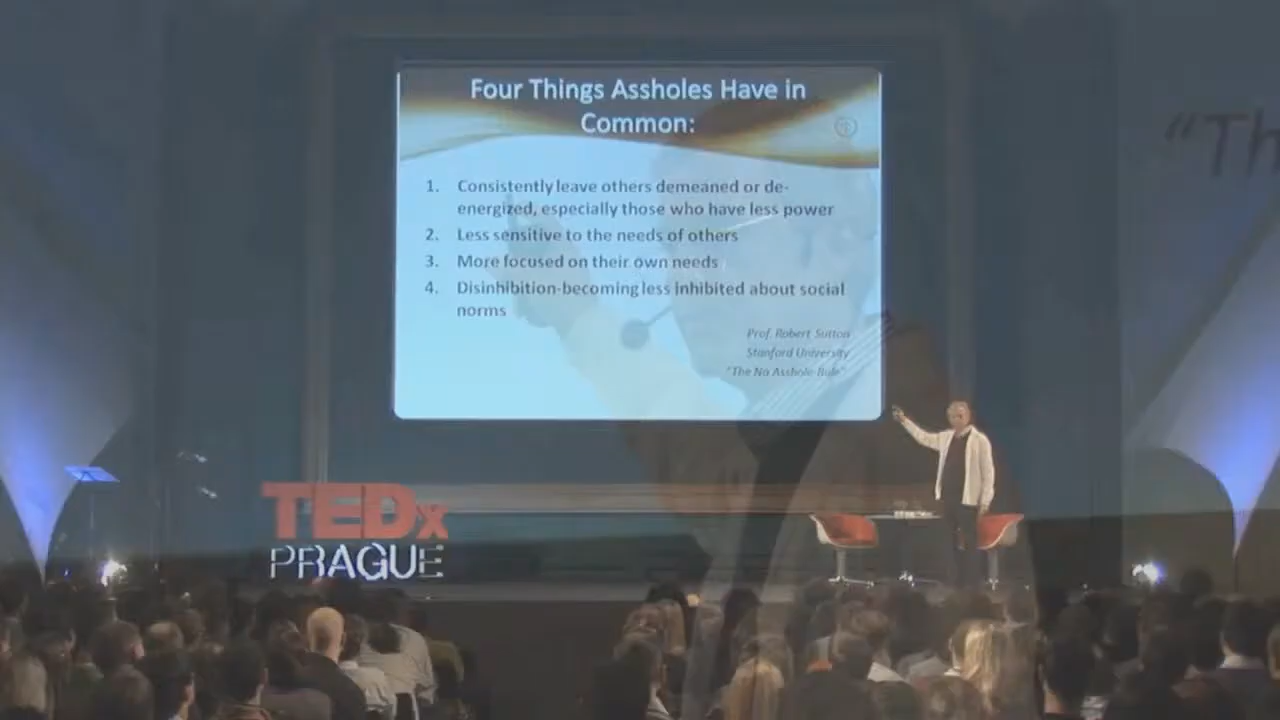 Four Things Assholes Have in
Common:
“Th
1. Consistently leave others demeaned or de-
energized, especially those who have less power
2. Less sensitive to the needs of others
3. More focused on their own needs
4. Disinhibition-becoming less inhibited about social
norms
Prof. Robert Sutton
Stanford University
"The No Asshole Rule"
TEDx
PRAGUE